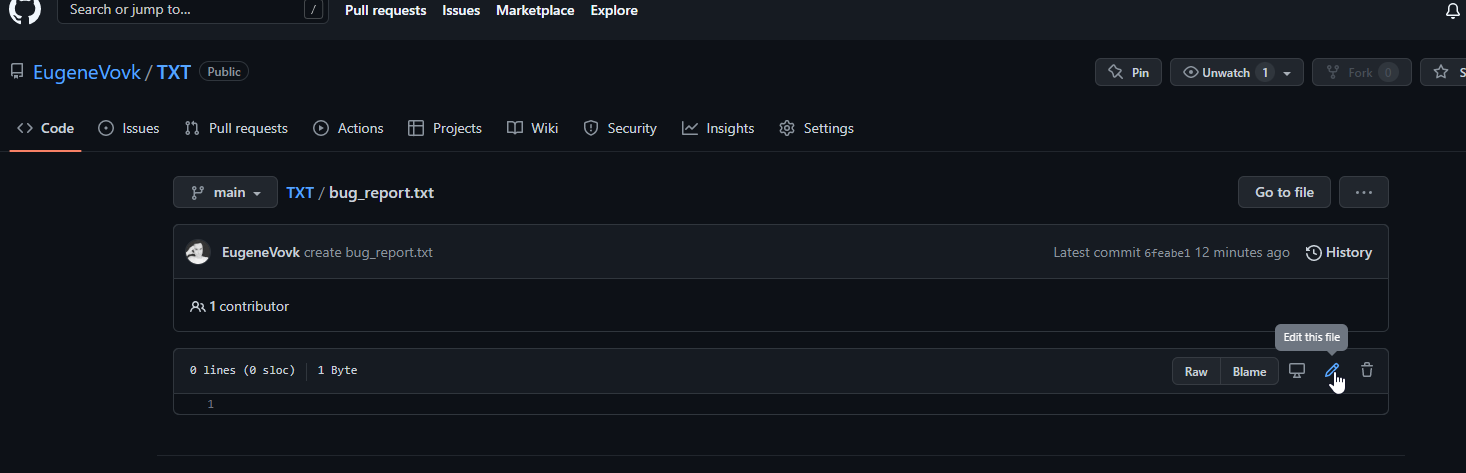 Search or jump to... / Pull requests Issues Marketplace Explore
EugeneVovk / TXT Public Pin Unwatch 1 Fork 0 S
Code Issues Pull requests Actions Projects Wiki Security Insights Settings
main TXT / bug_report.txt Go to file ...
EugeneVovk create bug_report.txt Latest commit 6feabe1 12 minutes ago History
1 contributor
Edit this file
0 lines (0 sloc) 1 Byte Raw Blame
1